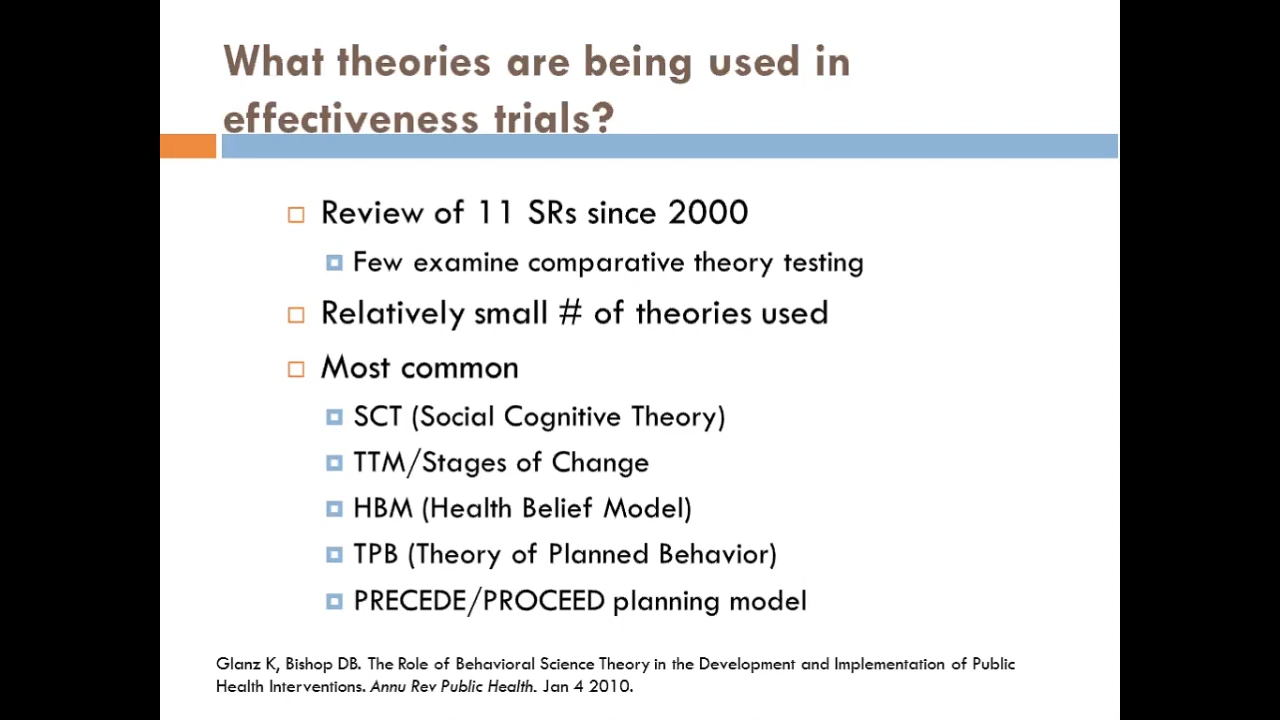 What theories are being used in
effectiveness trials?
Review of 11 SRs since 2000
Few examine comparative theory testing
Relatively small # of theories used
Most common
SCT (Social Cognitive Theory)
TTM/Stages of Change
HBM (Health Belief Model)
TPB (Theory of Planned Behavior)
PRECEDE/PROCEED planning model
Glanz K, Bishop DB. The Role of Behavioral Science Theory in the Development and Implementation of Public
Health Interventions. Annu Rev Public Health. Jan 4 2010.